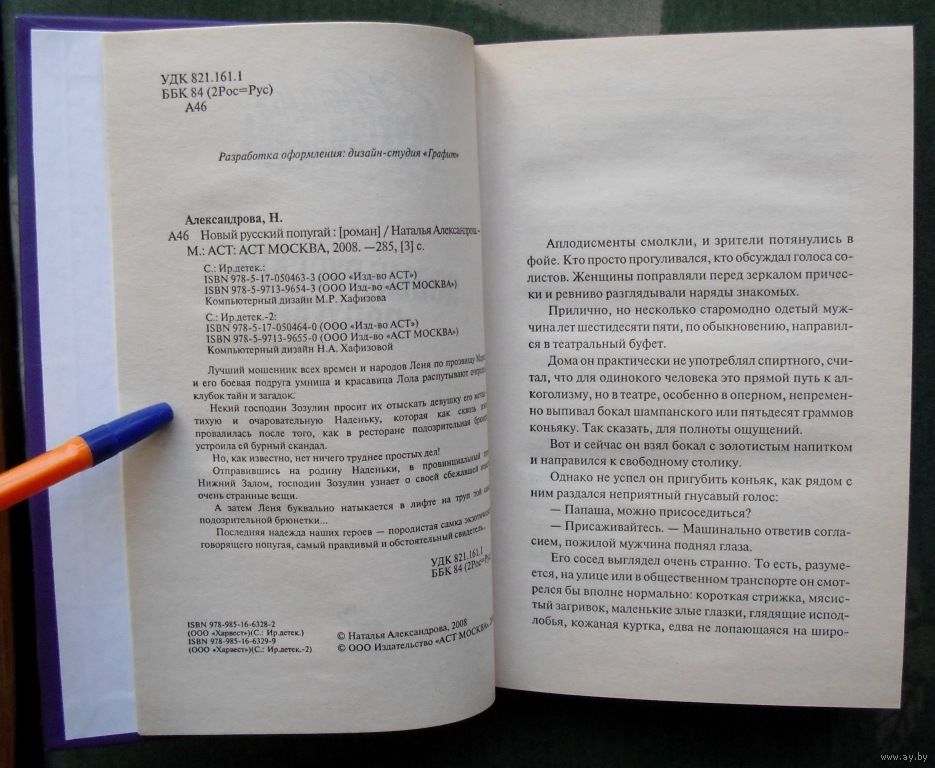 УДК 821.161.1
ББК 84 (2Рос=Рус)
А46
Разработка оформления: дизайн-студия «Графит»
Александрова, Н.
А46 Новый русский попугай : [роман] / Наталья Александрова.-
М.: АСТ: АСТ МОСКВА, 2008. —285, [3] с.
С.: Ир.детек.:
ISBN 978-5-17-050463-3 (ООО «Изд-во АСТ»)
ISBN 978-5-9713-9654-3 (ООО Изд-во «АСТ МОСКВА»)
Компьютерный дизайн М.Р. Хафизова
С.: Ир.детек-2:
ISBN 978-5-17-050464-0 (ООО «Изд-во АСТ»)
ISBN 978-5-9713-9655-0 (ООО Изд-во «АСТ МОСКВА»)
Компьютерный дизайн Н.А. Хафизовой
Лучший мошенник всех времен и народов Леня по прозвищу
и его боевая подруга умница и красавица Лола распутывают
клубок тайн и загадок.
Некий господин Зозулин просит их отыскать девушку его мечты
тихую и очаровательную Наденьку, которая как сквозь
провалилась после того, как в ресторане подозрительная
устроила ей бурный скандал.
Но, как известно, нет ничего труднее простых дел!
Отправившись на родину Наденьки, в провинциальный
Нижний Залом, господин Зозулин узнает о своей сбежавшей
очень странные вещи.
А затем Леня буквально натыкается в лифте на труп той
подозрительной брюнетки...
Последняя надежда наших героев — породистая самка
говорящего попугая, самый правдивый и обстоятельный свидетель...
УДК 821.161.1
ББК 84 (2Рос=Рус
ISBN 978-985-16-6328-2
(ООО «Харвест»)(С.: Ир.детек.)
ISBN 978-985-16-6329-9
(ООО «Харвест»)(С.: Ир.детек.-2)
© Наталья Александрова, 2008
© ООО Издательство «АСТ МОСКВА»
Аплодисменты смолкли, и зрители потянулись в
фойе. Кто просто прогуливался, кто обсуждал голоса со-
листов. Женщины поправляли перед зеркалом причес-
ки и ревниво разглядывали наряды знакомых.
Прилично, но несколько старомодно одетый муж-
чина лет шестидесяти пяти, по обыкновению, направил-
ся в театральный буфет.
Дома он практически не употреблял спиртного, счи-
тал, что для одинокого человека это прямой путь к ал-
коголизму, но в театре, особенно в оперном, непремен-
но выпивал бокал шампанского или пятьдесят граммов
коньяку. Так сказать, для полноты ощущений.
Вот и сейчас он взял бокал с золотистым напитком
и направился к свободному столику.
Однако не успел он пригубить коньяк, как рядом с
ним раздался неприятный гнусавый голос:
— Папаша, можно присоседиться?
— Присаживайтесь. — Машинально ответив согла-
сием, пожилой мужчина поднял глаза.
Его сосед выглядел очень странно. То есть, разуме-
ется, на улице или в общественном транспорте он смот-
релся бы вполне нормально: короткая стрижка, мясис-
тый загривок, маленькие злые глазки, глядящие испод-
лобья, кожаная куртка, едва не лопающаяся на широ-
www.ay.by